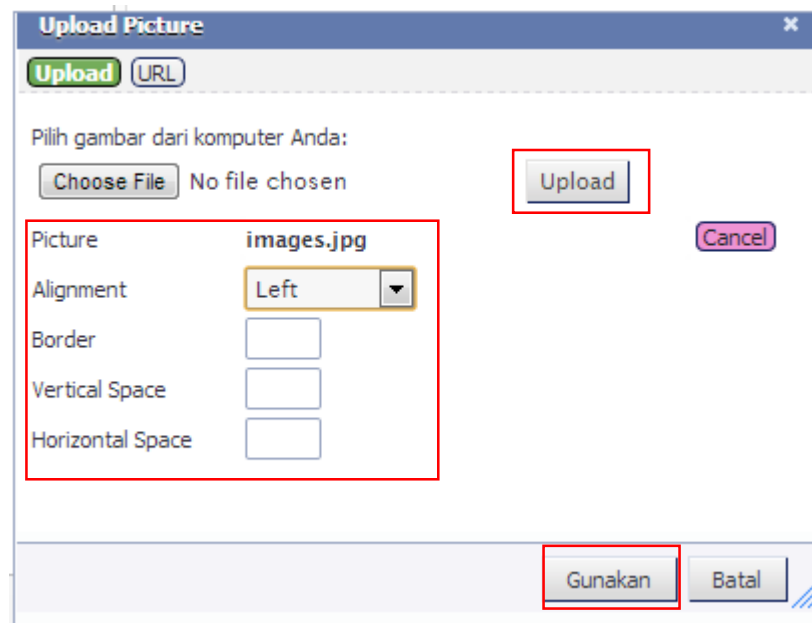 Upload Picture
Upload URL
Pilih gambar dari komputer Anda:
Choose File No file chosen Upload
Picture images.jpg Cancel
Alignment Left
Border
Vertical Space
Horizontal Space
Gunakan Batal